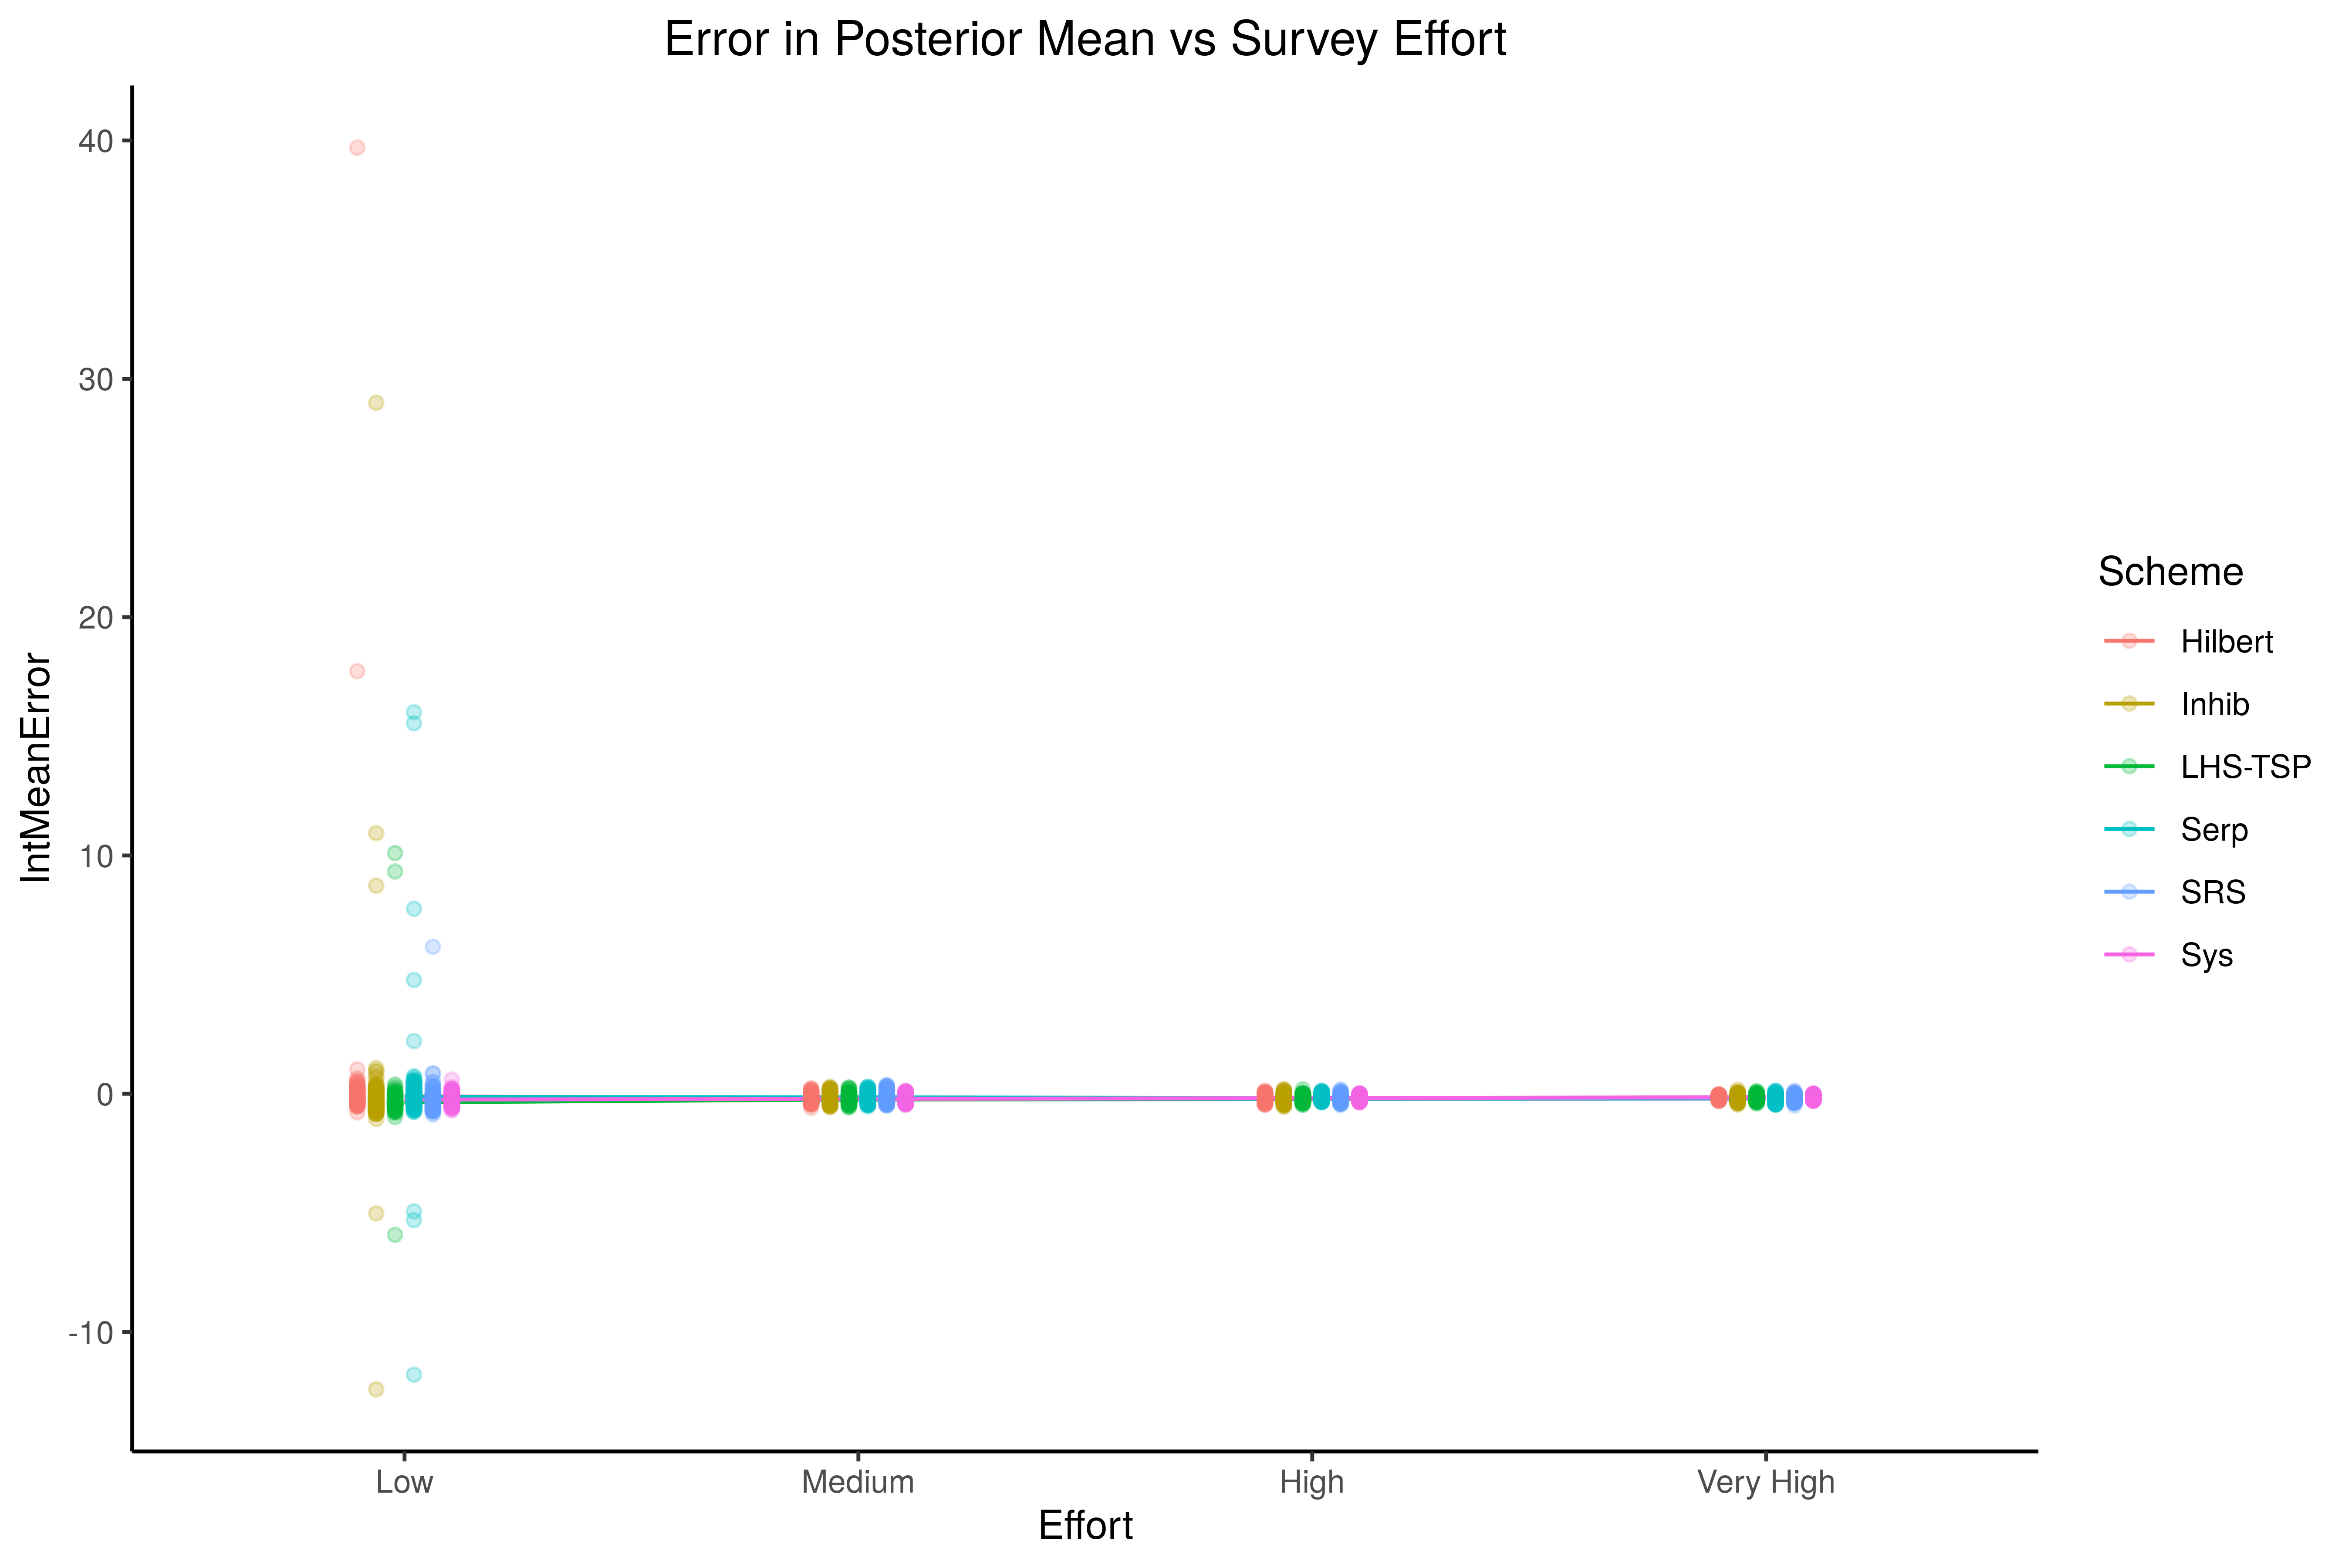 Error in Posterior Mean vs Survey Effort
IntMeanError
40
30
20
10
0
-10
Low
Medium
High
Very High
Effort
Scheme
Hilbert
Inhib
LHS-TSP
Serp
SRS
Sys